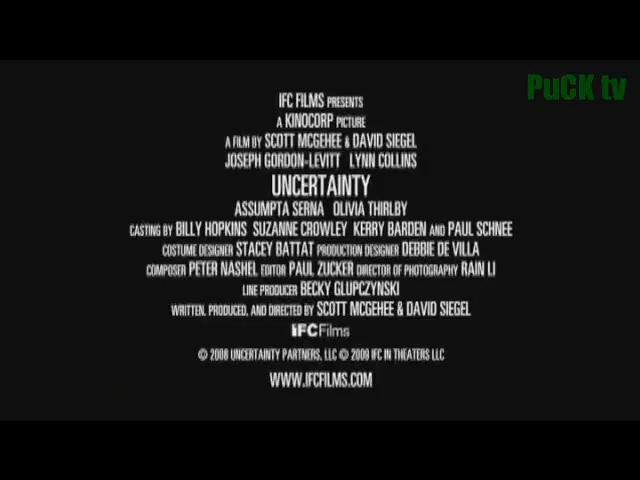 PuCK tv
IFC FILMS PRESENTS
A KINOCORP PICTURE
A FILM BY SCOTT MCGEHEE & DAVID SIEGEL
JOSEPH GORDON-LEVITT LYNN COLLINS
UNCERTAINTY
ASSUMPTA SERNA OLIVIA THIRLBY
CASTING BY BILLY HOPKINS SUZANNE CROWLEY KERRY BARDEN AND PAUL SCHNEE
COSTUME DESIGNER STACEY BATTAT PRODUCTION DESIGNER DEBBIE DE VILLA
COMPOSER PETER NASHEL EDITOR PAUL ZUCKER DIRECTOR OF PHOTOGRAPHY RAIN LI
LINE PRODUCER BECKY GLUPCZYNSKI
WRITTEN, PRODUCED, AND DIRECTED BY SCOTT MCGEHEE & DAVID SIEGEL
IFC Films
© 2008 UNCERTAINTY PARTNERS, LLC © 2009 IFC IN THEATERS LLC
WWW.IFCFILMS.COM